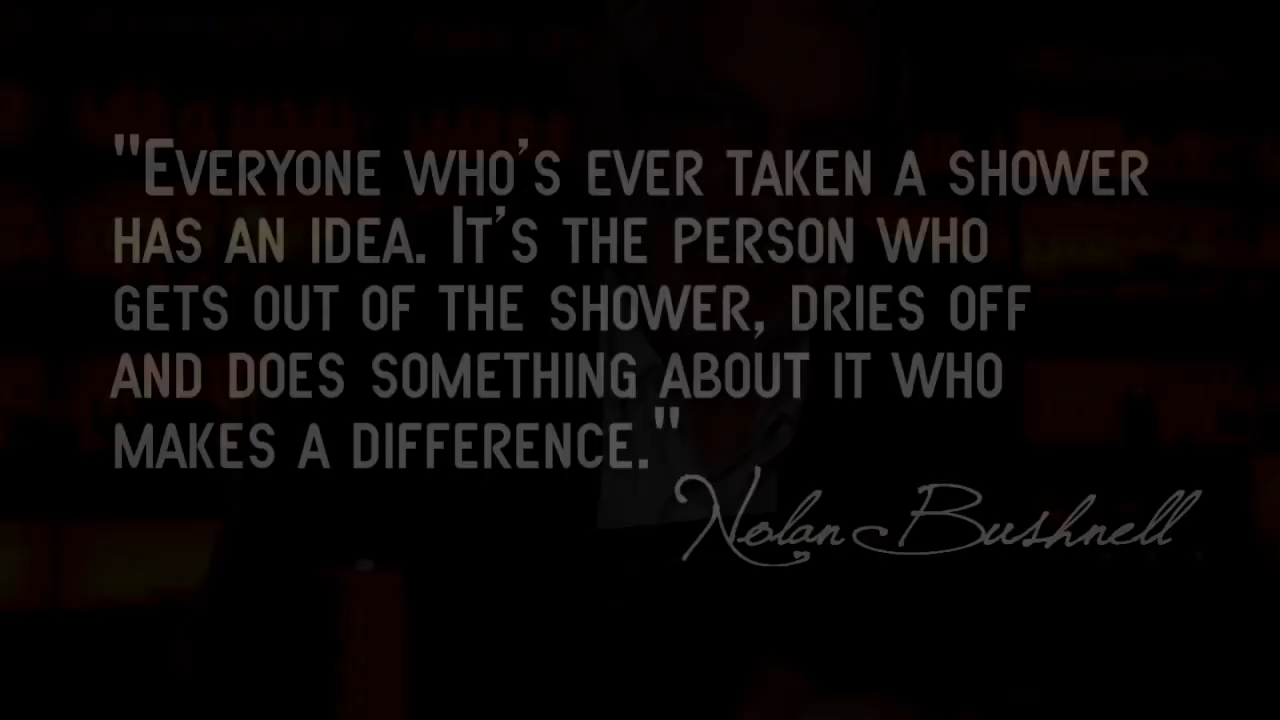 "Everyone who's ever taken a shower
has an idea. It's the person who
gets out of the shower, dries off
and does something about it who
makes a difference."
Nolan Bushnell